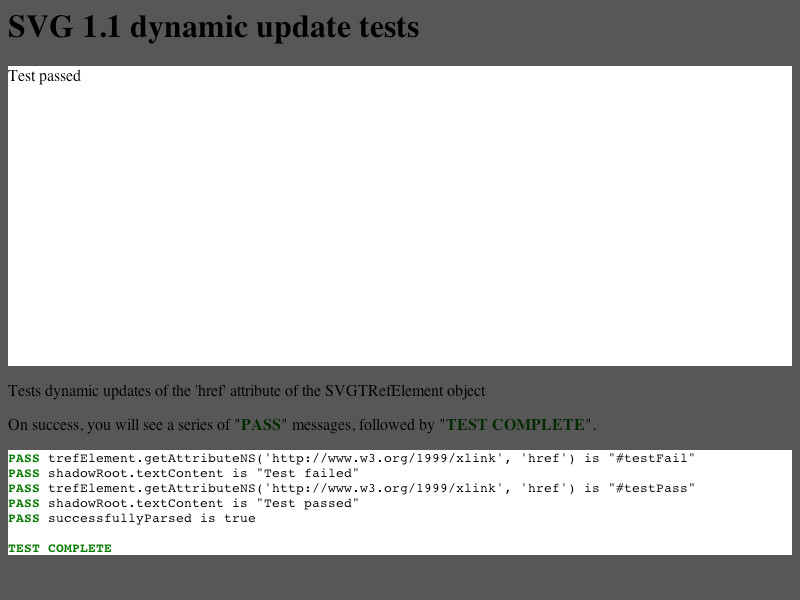 SVG 1.1 dynamic update tests
Test passed
Tests dynamic updates of the 'href' attribute of the SVGTRefElement object
On success, you will see a series of "PASS" messages, followed by "TEST COMPLETE".
PASS trefElement.getAttributeNS('http://www.w3.org/1999/xlink', 'href') is "#testFail"
PASS shadowRoot.textContent is "Test failed"
PASS trefElement.getAttributeNS('http://www.w3.org/1999/xlink', 'href') is "#testPass"
PASS shadowRoot.textContent is "Test passed"
PASS successfullyParsed is true
TEST COMPLETE